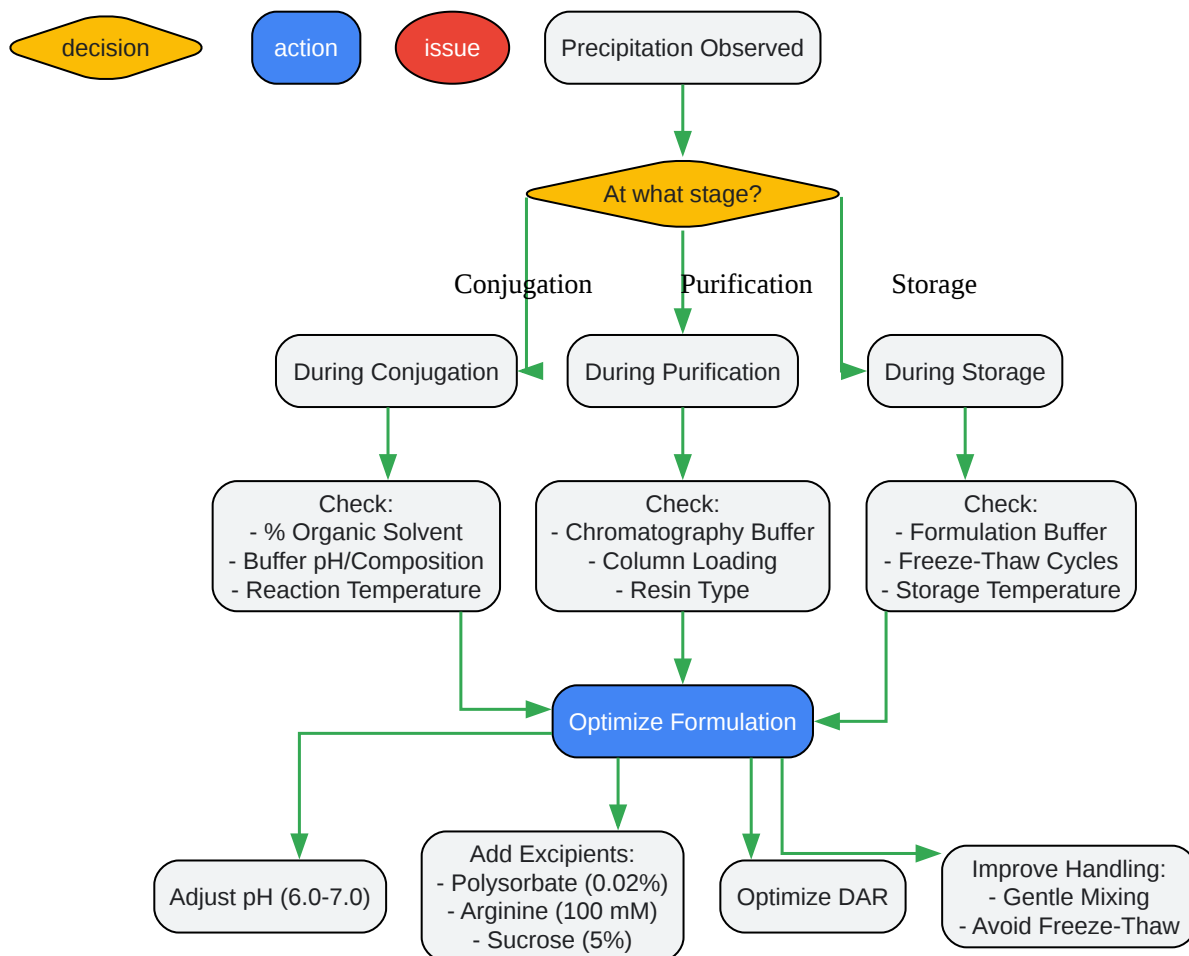 decision
action
issue
Precipitation Observed
At what stage?
Conjugation
Purification
Storage
During Conjugation
During Purification
During Storage
Check:
- % Organic Solvent
- Buffer pH/Composition
- Reaction Temperature
Check:
- Chromatography Buffer
- Column Loading
- Resin Type
Check:
- Formulation Buffer
- Freeze-Thaw Cycles
- Storage Temperature
Optimize Formulation
Adjust pH (6.0-7.0)
Add Excipients:
- Polysorbate (0.02%)
- Arginine (100 mM)
- Sucrose (5%)
Optimize DAR
Improve Handling:
- Gentle Mixing
- Avoid Freeze-Thaw